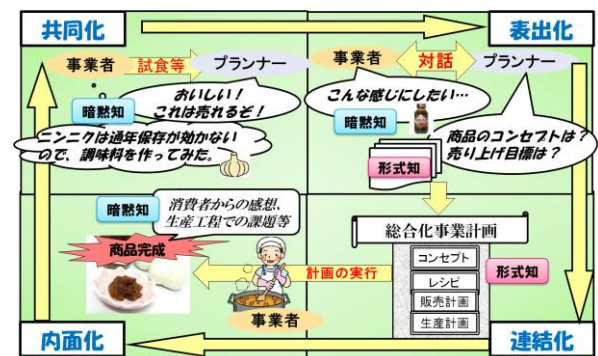 共同化
表出化
事業者
試食等
プランナー
おいしい!
これは売れるぞ!
暗黙知
ニンニクは通年保存が効かない
ので、調味料を作ってみた。
事業者
対話
プランナー
こんな感じにしたい…
暗黙知
商品のコンセプトは?
売り上げ目標は?
形式知
暗黙知
消費者からの感想、
生産工程での課題等
商品完成
事業者
計画の実行
総合化事業計画
コンセプト
レシピ
販売計画
生産計画
形式知
内面化
連結化